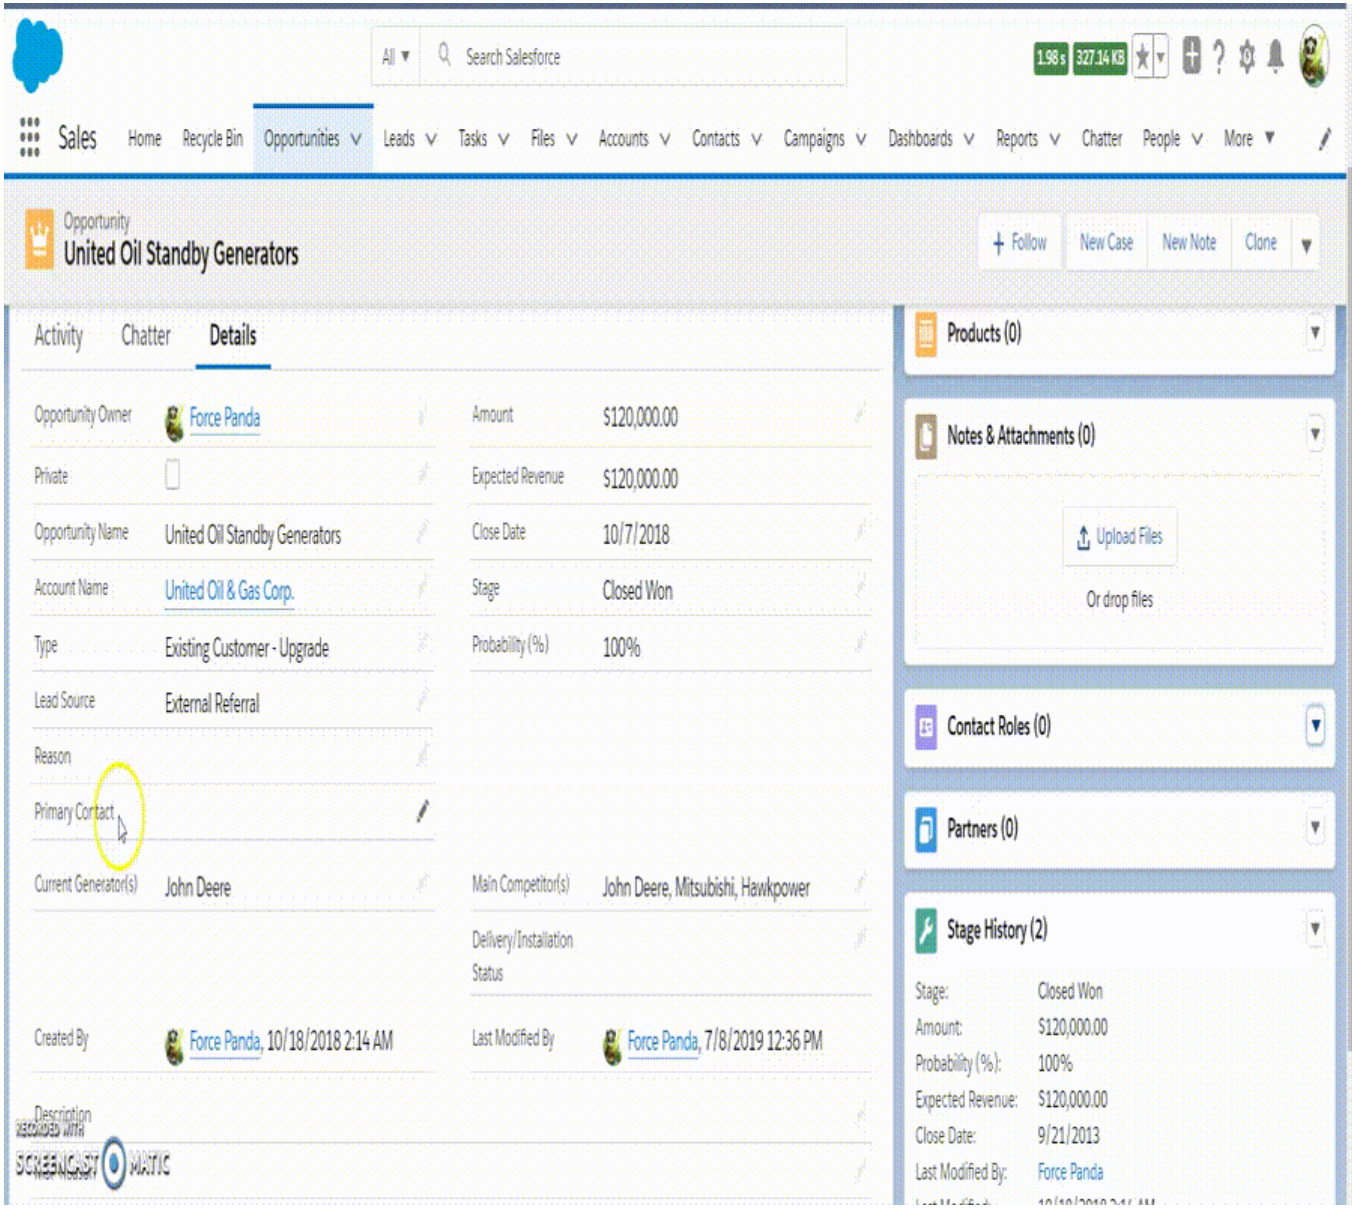 All ▼ Search Salesforce 1.98 s 327.14 KB
Sales Home Recycle Bin Opportunities Leads Tasks Files Accounts Contacts Campaigns Dashboards Reports Chatter People More ▼
Opportunity
United Oil Standby Generators
+ Follow New Case New Note Clone ▼
Activity Chatter Details
Opportunity Owner Force Panda
Private
Opportunity Name United Oil Standby Generators
Account Name United Oil & Gas Corp.
Type Existing Customer - Upgrade
Lead Source External Referral
Reason
Primary Contact
Current Generator(s) John Deere
Amount $120,000.00
Expected Revenue $120,000.00
Close Date 10/7/2018
Stage Closed Won
Probability (%) 100%
Main Competitor(s) John Deere, Mitsubishi, Hawkpower
Delivery/Installation
Status
Created By Force Panda, 10/18/2018 2:14 AM
Last Modified By Force Panda, 7/8/2019 12:36 PM
Description
RECORDED WITH
SCREENCAST MATIC
Products (0)
Notes & Attachments (0)
Upload Files
Or drop files
Contact Roles (0)
Partners (0)
Stage History (2)
Stage: Closed Won
Amount: $120,000.00
Probability (%): 100%
Expected Revenue: $120,000.00
Close Date: 9/21/2013
Last Modified By: Force Panda
Last Modified: 10/18/2018 2:14 AM